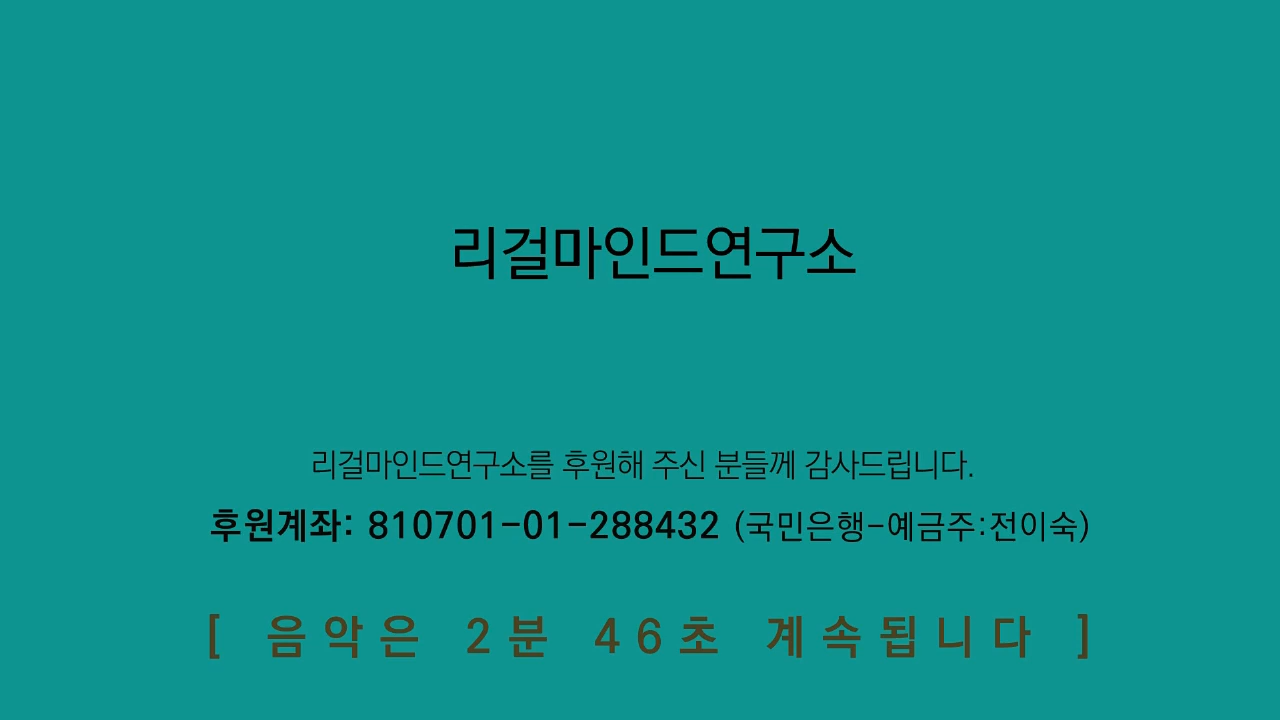 리걸마인드연구소
리걸마인드연구소를 후원해 주신 분들께 감사드립니다.
후원계좌: 810701-01-288432 (국민은행-예금주:전이숙)
[ 음악은 2분 46초 계속됩니다 ]